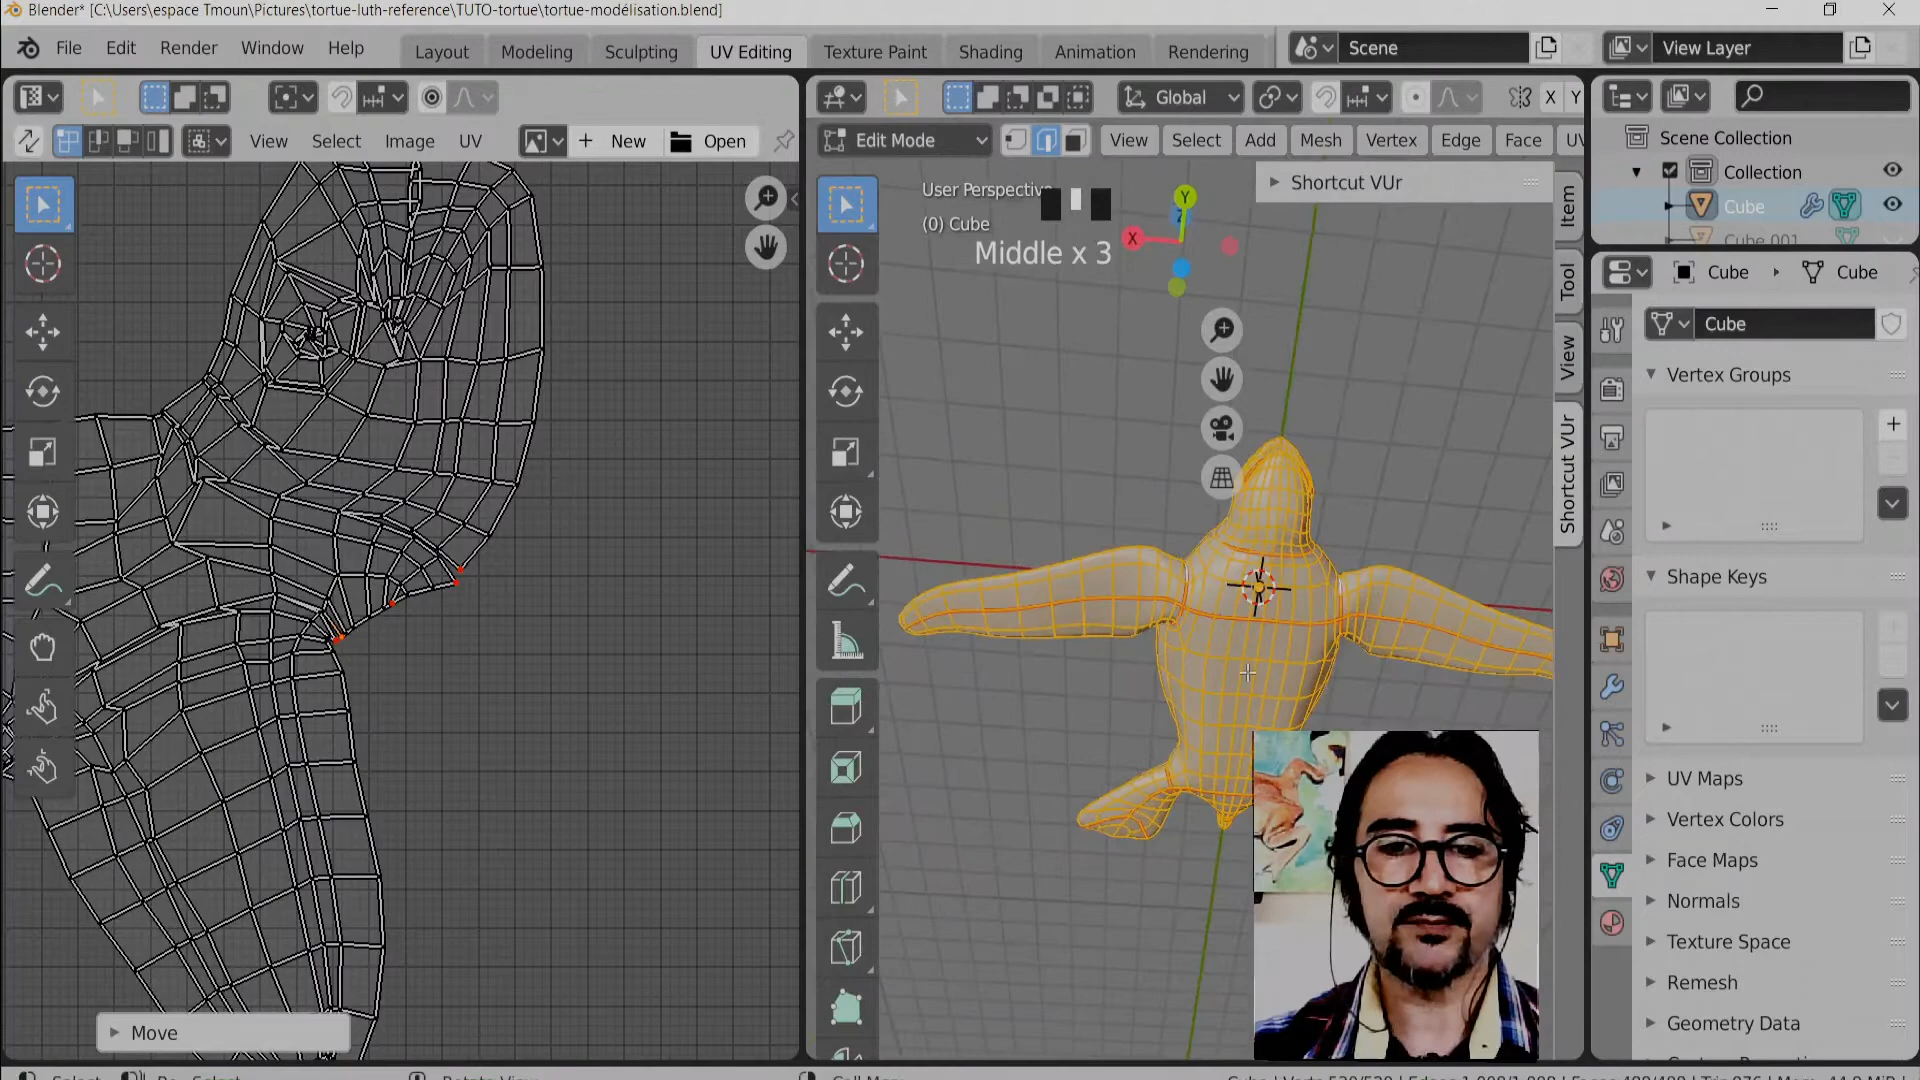 Blender* [C:\Users\espace Tmoun\Pictures\tortue-luth-reference\TUTO-tortue\tortue-modélisation.blend]
File Edit Render Window Help Layout Modeling Sculpting UV Editing Texture Paint Shading Animation Rendering Scene View Layer
Global X Y
View Select Image UV New Open Edit Mode View Select Add Mesh Vertex Edge Face UV
Scene Collection
Collection
Cube
Cube.001
User Perspective
(0) Cube
Middle x 3
Shortcut VUr
X Y Z
Item
Tool
View
Shortcut VUr
Cube Cube
Cube
Vertex Groups
Shape Keys
UV Maps
Vertex Colors
Face Maps
Normals
Texture Space
Remesh
Geometry Data
Move